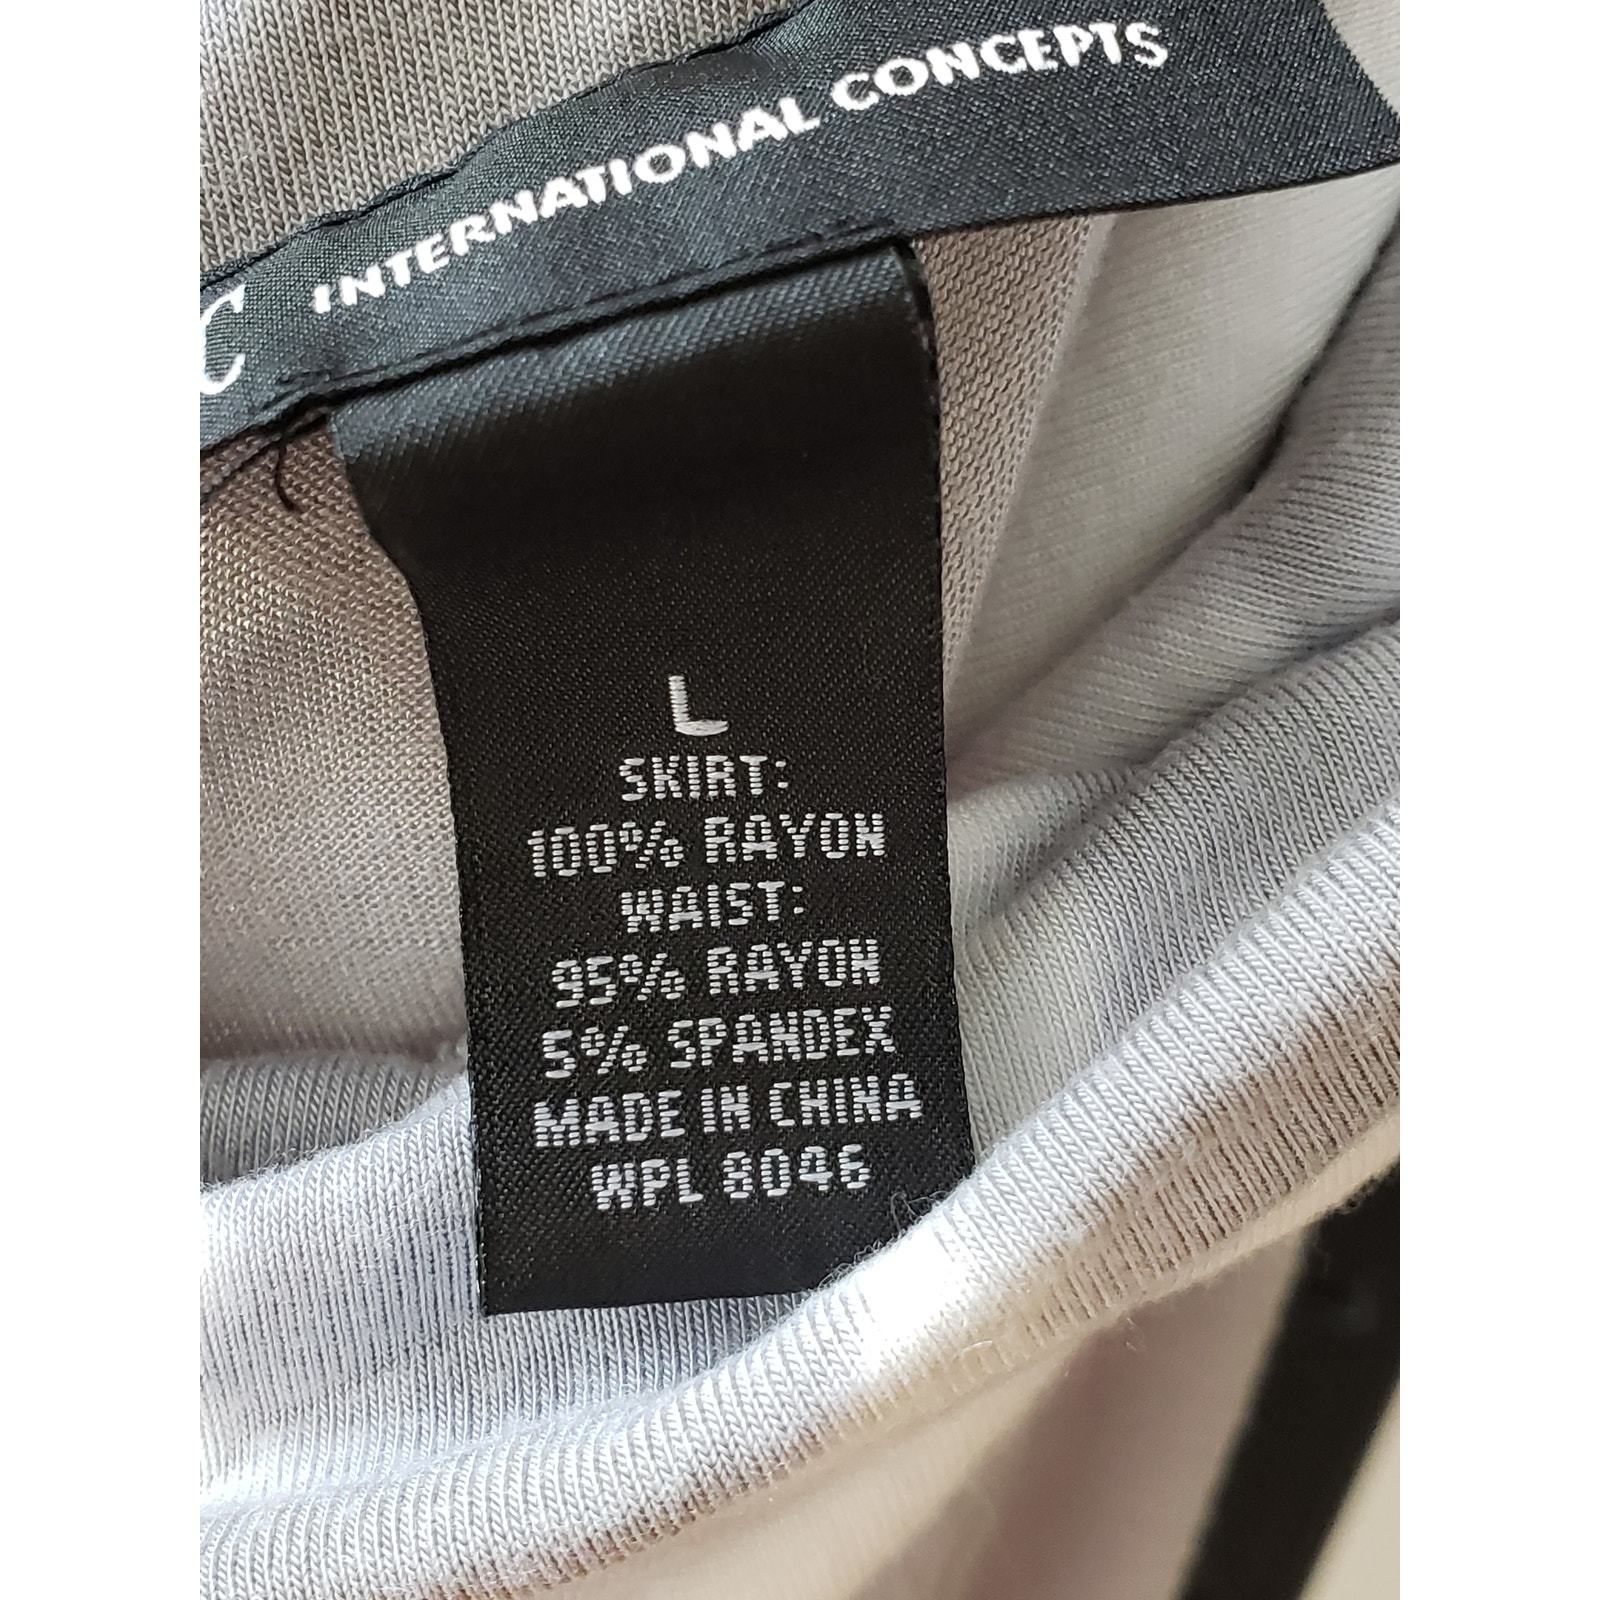 C INTERNATIONAL CONCEPTS
L
SKIRT:
100% RAYON
WAIST:
95% RAYON
5% SPANDEX
MADE IN CHINA
WPL 8046